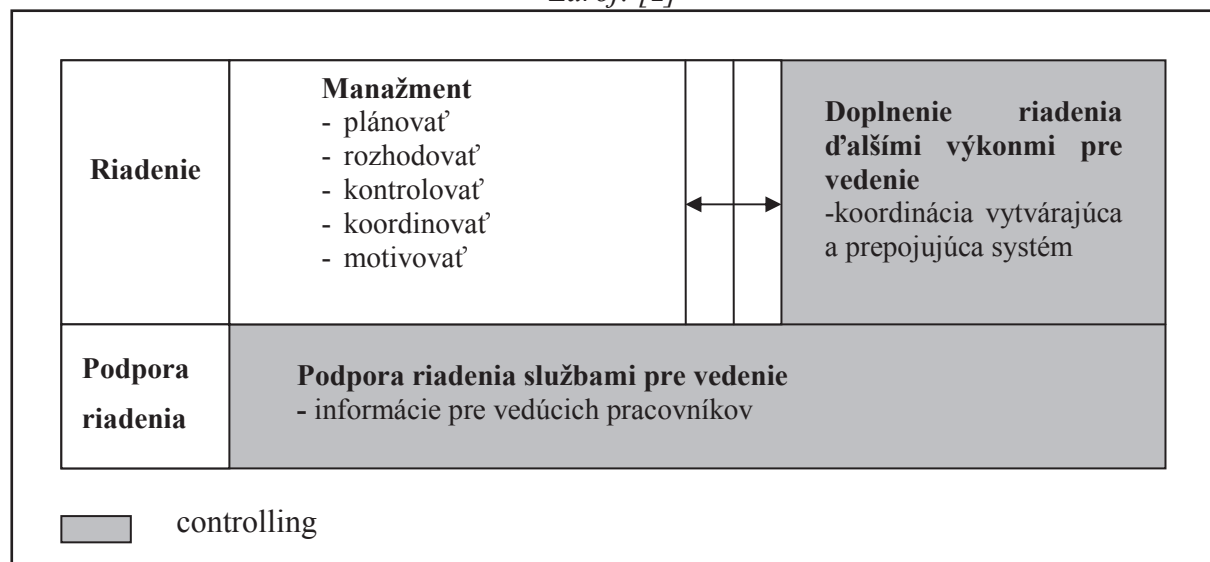 Riadenie
Manažment
- plánovať
- rozhodovať
- kontrolovať
- koordinovať
- motivovať
Doplnenie riadenia
ďalšími výkonmi pre
vedenie
-koordinácia vytvárajúca
a prepojujúca systém
Podpora
riadenia
Podpora riadenia službami pre vedenie
- informácie pre vedúcich pracovníkov
controlling